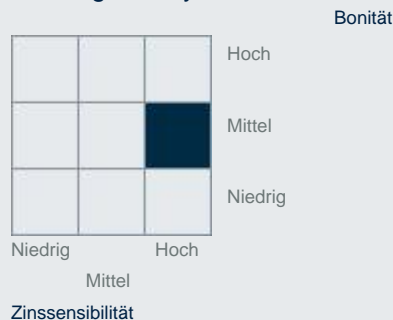 Bonität
Hoch
Mittel
Niedrig
Niedrig
Hoch
Mittel
Zinssensibilität